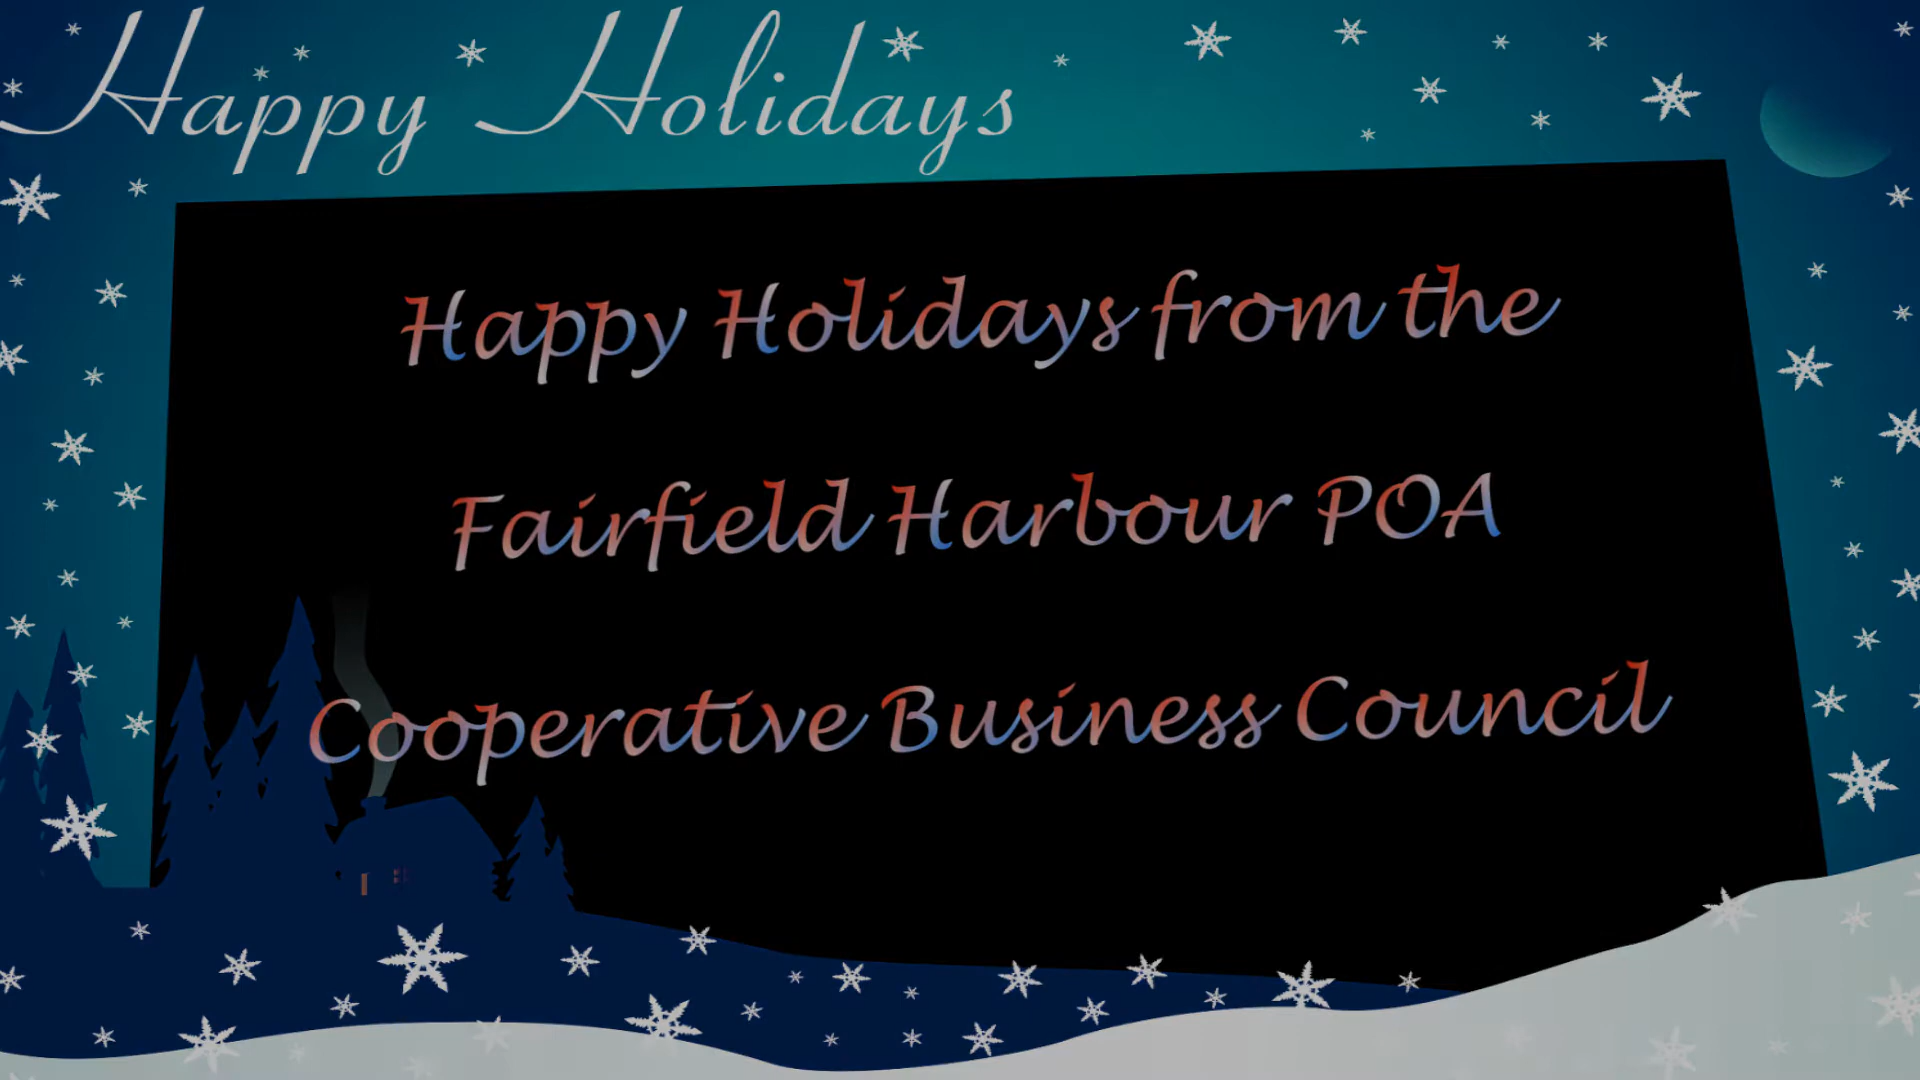 Happy Holidays
Happy Holidays from the
Fairfield Harbour POA
Cooperative Business Council